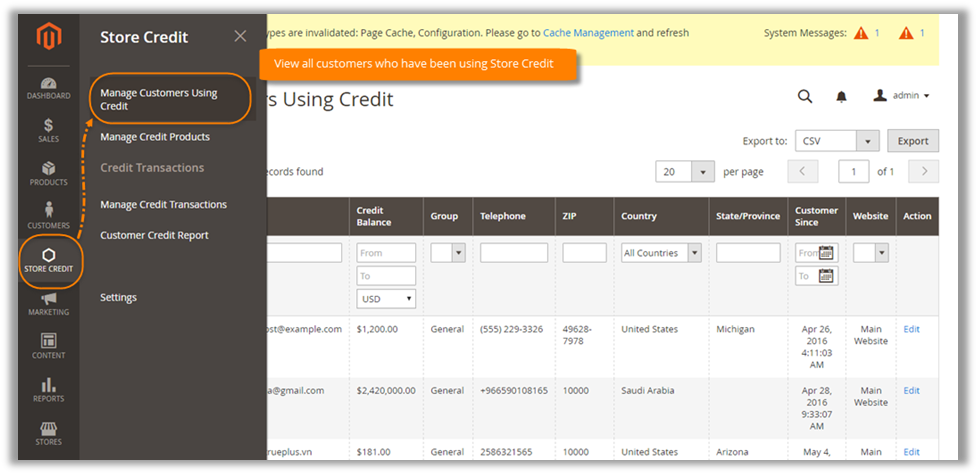 Store Credit
ypes are invalidated: Page Cache, Configuration. Please go to Cache Management and refresh
System Messages: 1 1
View all customers who have been using Store Credit
DASHBOARD
SALES
PRODUCTS
CUSTOMERS
STORE CREDIT
MARKETING
CONTENT
REPORTS
STORES
Manage Customers Using
Credit
Manage Credit Products
Credit Transactions
Manage Credit Transactions
Customer Credit Report
Settings
rs Using Credit
admin
Export to: CSV Export
ecords found
20 per page 1 of 1
Credit Balance Group Telephone ZIP Country State/Province Customer Since Website Action
From All Countries From
To To
USD
ost@example.com $1,200.00 General (555) 229-3326 49628-7978 United States Michigan Apr 26, 2016 4:11:03 AM Main Website Edit
a@gmail.com $2,420,000.00 General +966590108165 10000 Saudi Arabia Apr 28, 2016 9:33:07 AM Main Website Edit
rueplus.vn $181.00 General 2586321565 10000 United States Arizona May 4, Main Edit